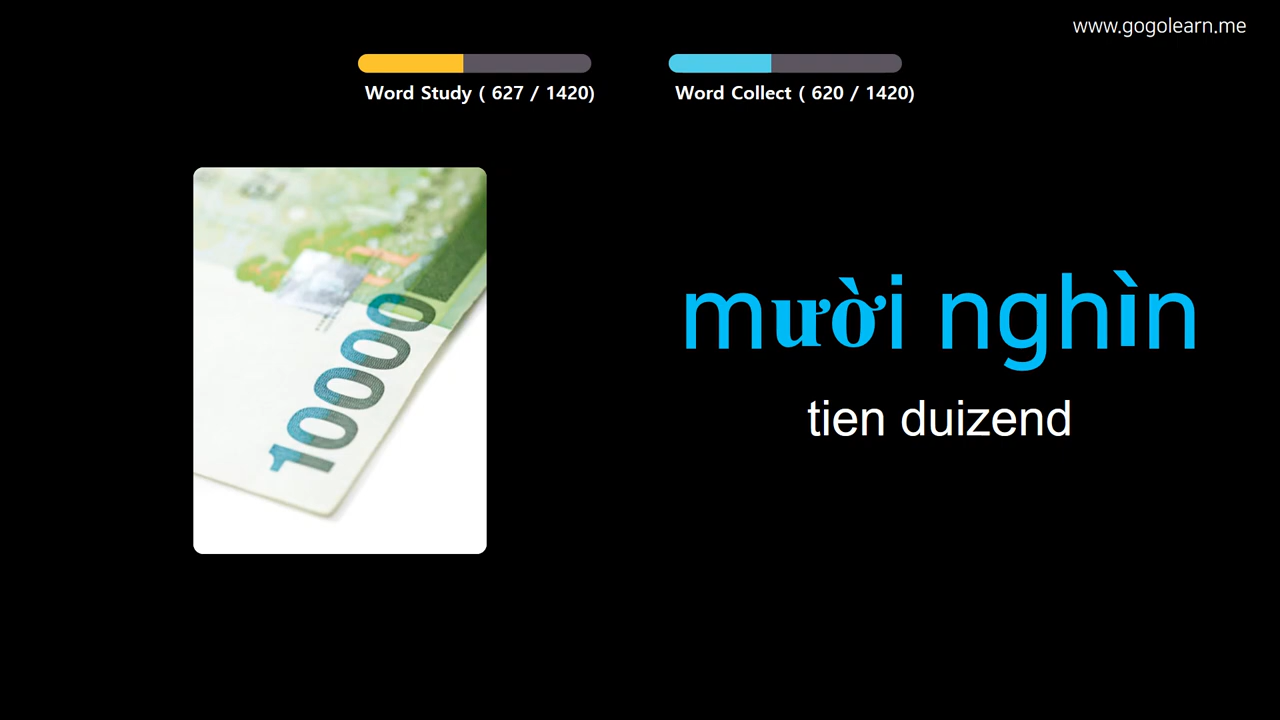 www.gogolearn.me
Word Study ( 627 / 1420)
Word Collect ( 620 / 1420)
10000
mười nghìn
tien duizend